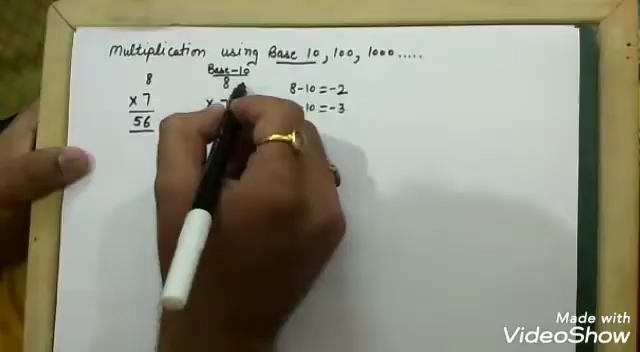 Multiplication using Base 10, 100, 1000.....
Base-10
8 8 8-10=-2
x 7 x 10=-3
56
Made with
VideoShow